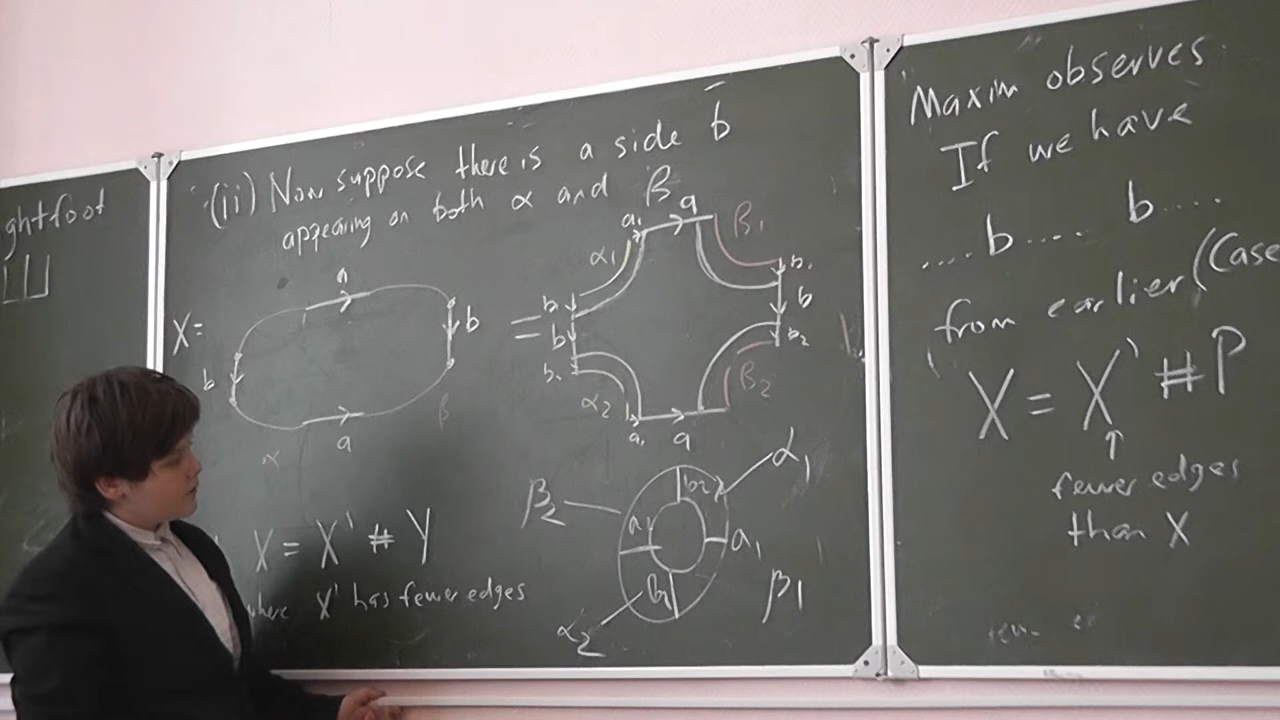 ghtfoot
(ii) Now suppose there is a side b
appearing on both α and β
X=
a
b
b
a
α
β
=
a₁
a
β₁
α₁
b₁
b
b₁
b
b₂
α₂
β₂
a₁
a
X = X' # Y
where X' has fewer edges
β₂
α₁
b₂
a₁
a₁
b₁
β₁
α₂
Maxim observes
If we have
....b.... b....
from earlier (Case
X = X' # P
↑
fewer edges
than X